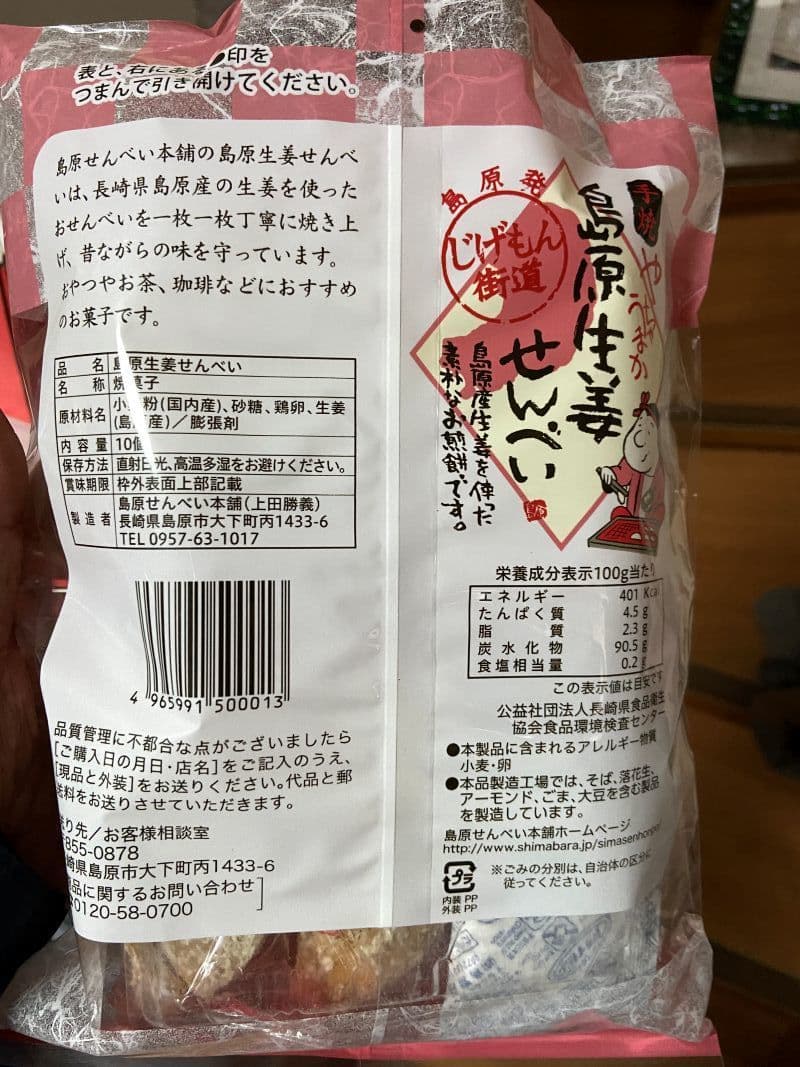 表と、右に 印を
つまんで引き開けてください。
島原せんべい本舗の島原生姜せんべ
いは、長崎県島原産の生姜を使った
おせんべいを一枚一枚丁寧に焼き上
げ、昔ながらの味を守っています。
おやつやお茶、珈琲などにおすすめ
のお菓子です。
品名 島原生姜せんべい
名称 焼菓子
原材料名 小麦粉(国内産)、砂糖、鶏卵、生姜
(島原産)／膨張剤
内容量 10個
保存方法 直射日光、高温多湿をお避けください。
賞味期限 枠外表面上部記載
製造者 島原せんべい本舗(上田勝義)
長崎県島原市大下町丙1433-6
TEL 0957-63-1017
4 965991 500013
品質管理に不都合な点がございましたら
[ご購入日の月日・店名]をご記入のうえ、
[現品と外装]をお送りください。代品と郵
送料をお送りさせていただきます。
送り先／お客様相談室
〒855-0878
長崎県島原市大下町丙1433-6
品に関するお問い合わせ
0120-58-0700
島原発
じげもん
街道
手焼
やっちうまか
島原生姜
せんべい
島原産生姜を使った
素朴なお煎餅です。
栄養成分表示100g当たり
エネルギー 401 Kcal
たんぱく質 4.5 g
脂質 2.3 g
炭水化物 90.5 g
食塩相当量 0.2 g
この表示値は目安です
公益社団法人長崎県食品衛生
協会食品環境検査センター
●本製品に含まれるアレルギー物質
小麦・卵
●本品製造工場では、そば、落花生、
アーモンド、ごま、大豆を含む製品
を製造しています。
島原せんべい本舗ホームページ
http://www.shimabara.jp/simasenhonpo/
プラ
内装 PP
外装 PP
※ごみの分別は、自治体の区分に
従ってください。